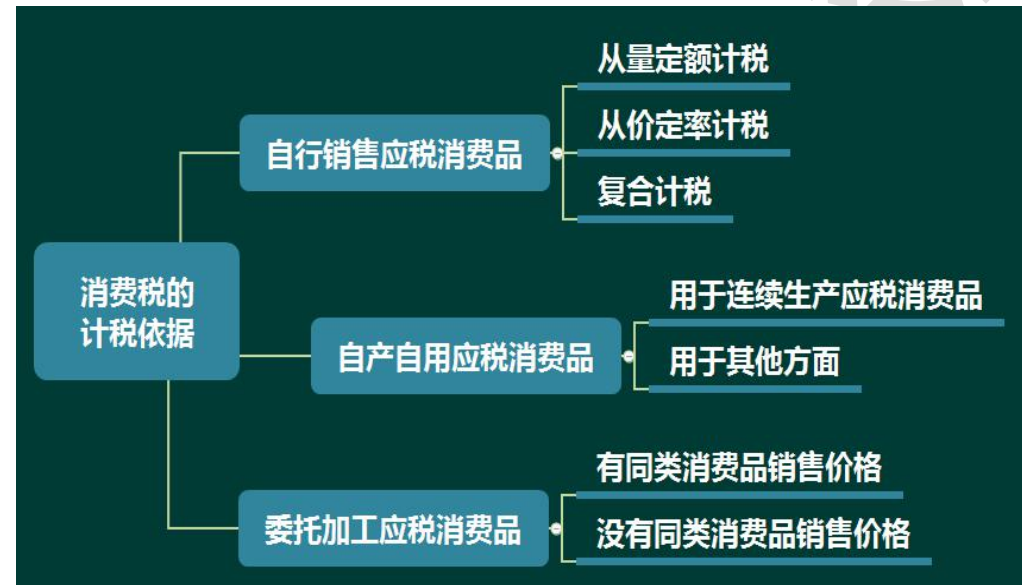 消费税的
计税依据
自行销售应税消费品
从量定额计税
从价定率计税
复合计税
自产自用应税消费品
用于连续生产应税消费品
用于其他方面
委托加工应税消费品
有同类消费品销售价格
没有同类消费品销售价格